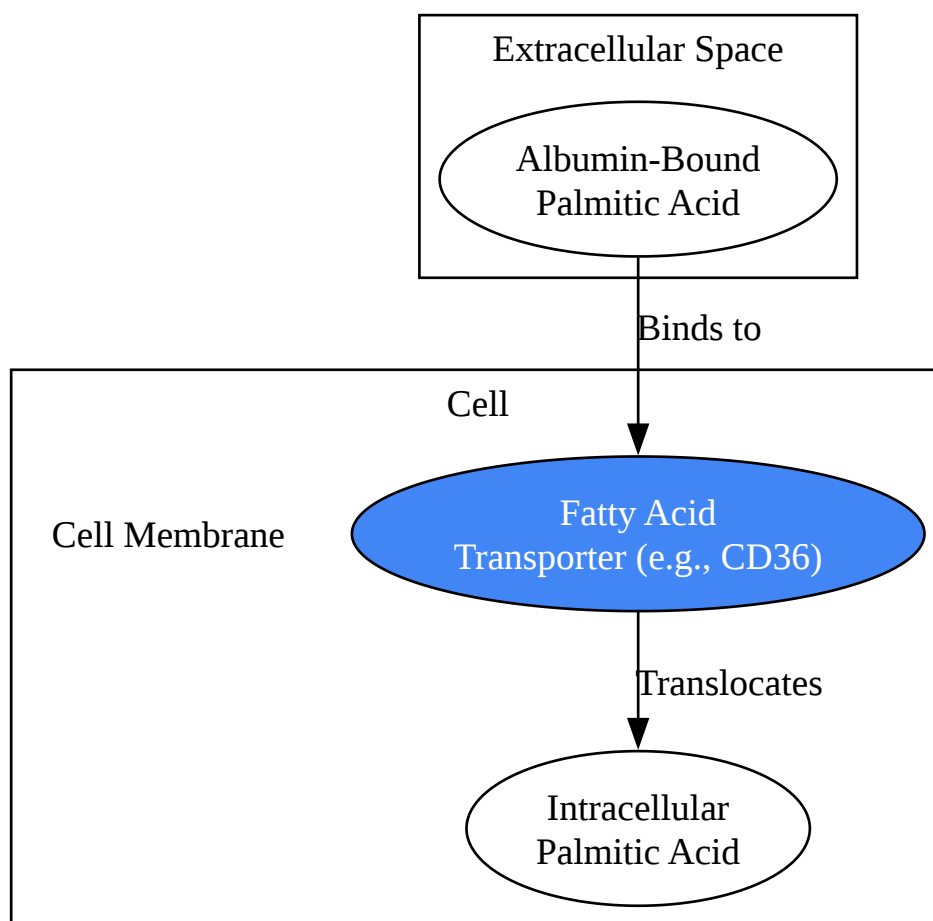 Extracellular Space
Albumin-Bound
Palmitic Acid
Binds to
Cell
Cell Membrane
Fatty Acid
Transporter (e.g., CD36)
Translocates
Intracellular
Palmitic Acid